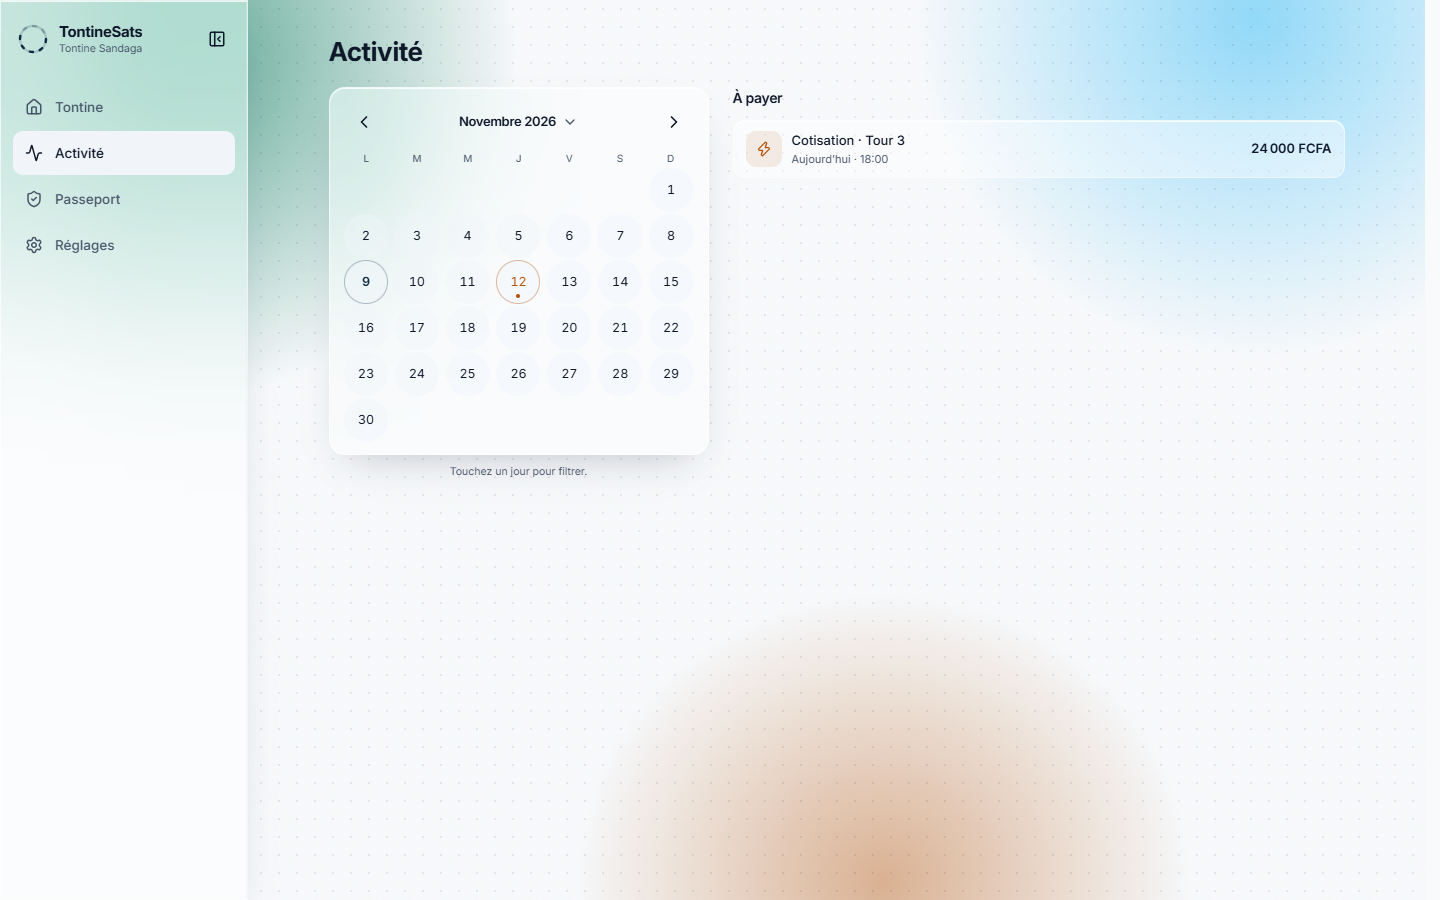 TontineSats
Tontine Sandaga
Tontine
Activité
Passeport
Réglages
Activité
Novembre 2026
L M M J V S D
1
2 3 4 5 6 7 8
9 10 11 12 13 14 15
16 17 18 19 20 21 22
23 24 25 26 27 28 29
30
Touchez un jour pour filtrer.
À payer
Cotisation · Tour 3
Aujourd'hui · 18:00
24 000 FCFA